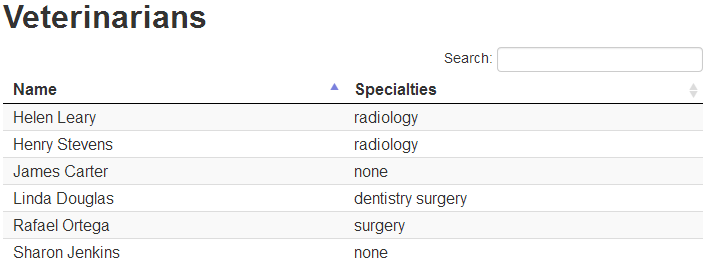 Veterinarians
Search:
Name Specialties
Helen Leary radiology
Henry Stevens radiology
James Carter none
Linda Douglas dentistry surgery
Rafael Ortega surgery
Sharon Jenkins none